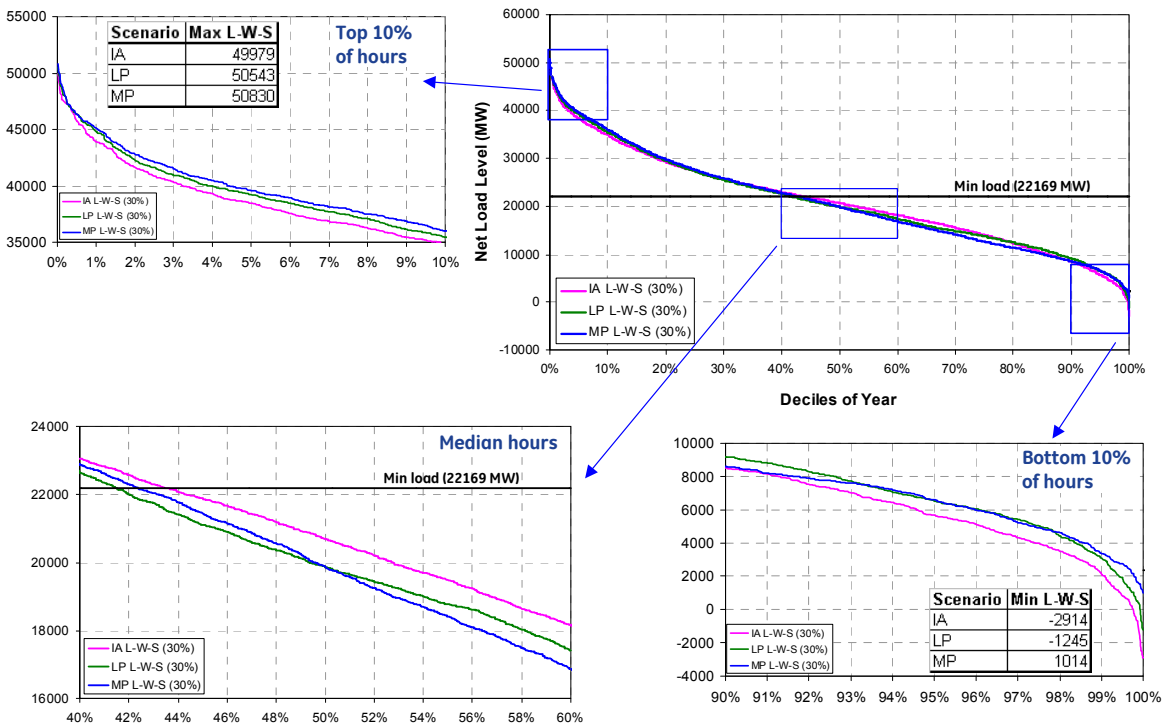 55000
50000
45000
40000
35000
0% 1% 2% 3% 4% 5% 6% 7% 8% 9% 10%
Scenario Max L-W-S
IA 49979
LP 50543
MP 50830
Top 10%
of hours
IA L-W-S (30%)
LP L-W-S (30%)
MP L-W-S (30%)
Net Load Level (MW)
60000
50000
40000
30000
20000
10000
0
-10000
Min load (22169 MW)
IA L-W-S (30%)
LP L-W-S (30%)
MP L-W-S (30%)
0% 10% 20% 30% 40% 50% 60% 70% 80% 90% 100%
Deciles of Year
24000
22000
20000
18000
16000
Median hours
Min load (22169 MW)
IA L-W-S (30%)
LP L-W-S (30%)
MP L-W-S (30%)
40% 42% 44% 46% 48% 50% 52% 54% 56% 58% 60%
10000
8000
6000
4000
2000
0
-2000
-4000
Bottom 10%
of hours
Scenario Min L-W-S
IA -2914
LP -1245
MP 1014
IA L-W-S (30%)
LP L-W-S (30%)
MP L-W-S (30%)
90% 91% 92% 93% 94% 95% 96% 97% 98% 99% 100%